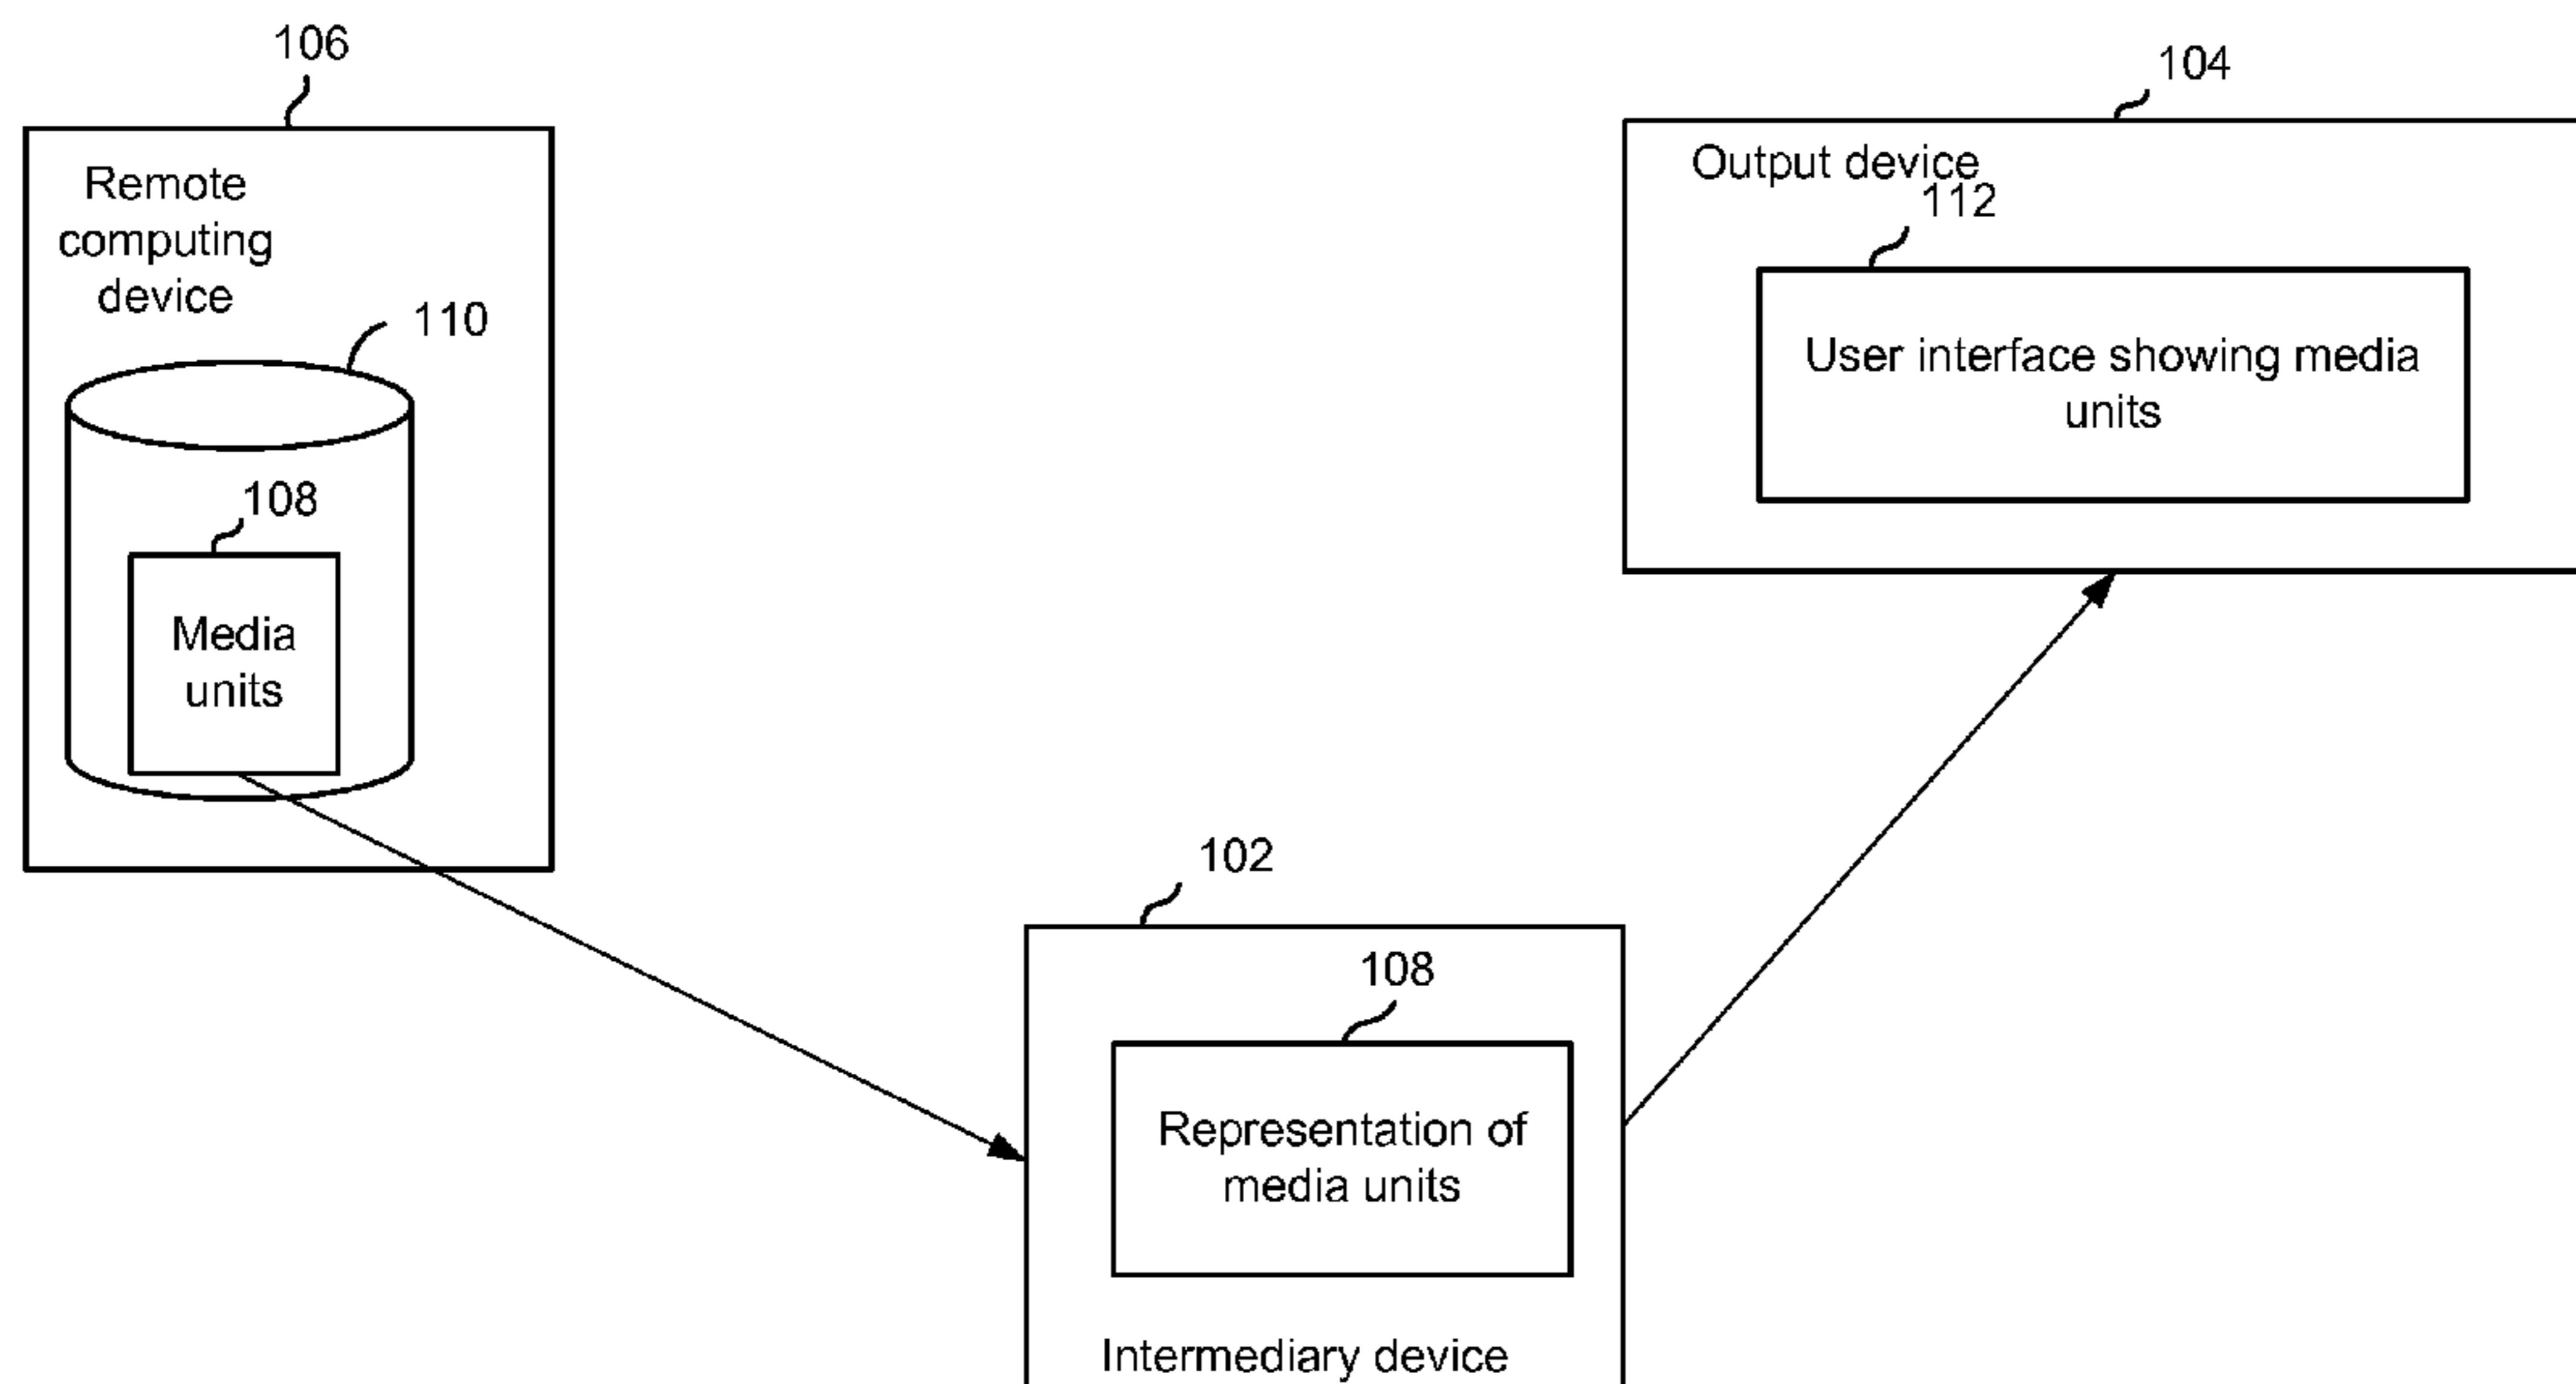 106
Remote
computing
device
110
108
Media
units
104
Output device
112
User interface showing media
units
102
108
Representation of
media units
Intermediary device